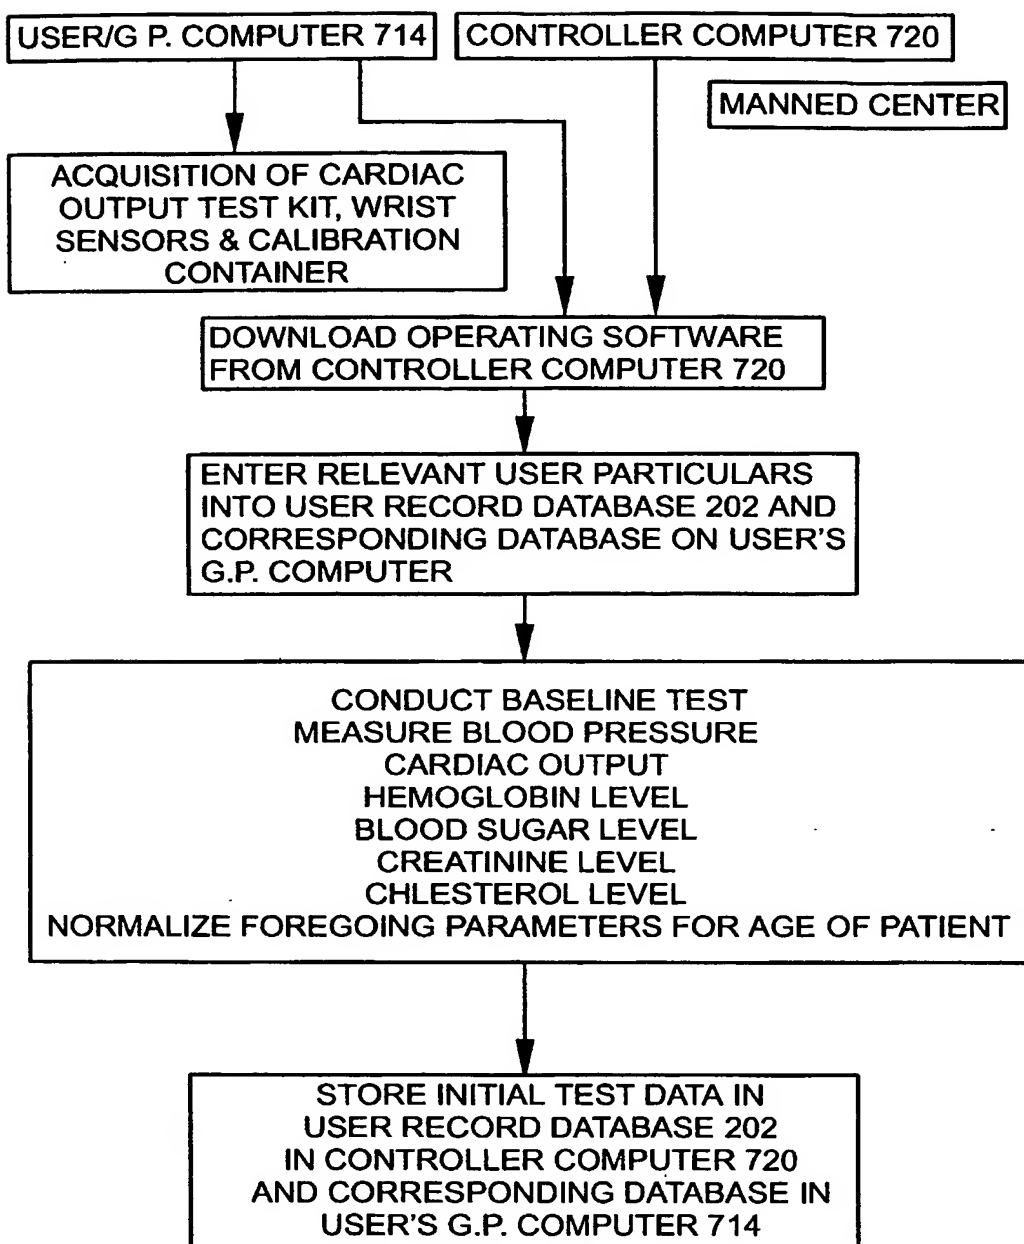 USER/G P. COMPUTER 714
CONTROLLER COMPUTER 720
MANNED CENTER
ACQUISITION OF CARDIAC
OUTPUT TEST KIT, WRIST
SENSORS & CALIBRATION
CONTAINER
DOWNLOAD OPERATING SOFTWARE
FROM CONTROLLER COMPUTER 720
ENTER RELEVANT USER PARTICULARS
INTO USER RECORD DATABASE 202 AND
CORRESPONDING DATABASE ON USER'S
G.P. COMPUTER
CONDUCT BASELINE TEST
MEASURE BLOOD PRESSURE
CARDIAC OUTPUT
HEMOGLOBIN LEVEL
BLOOD SUGAR LEVEL
CREATININE LEVEL
CHLESTEROL LEVEL
NORMALIZE FOREGOING PARAMETERS FOR AGE OF PATIENT
STORE INITIAL TEST DATA IN
USER RECORD DATABASE 202
IN CONTROLLER COMPUTER 720
AND CORRESPONDING DATABASE IN
USER'S G.P. COMPUTER 714